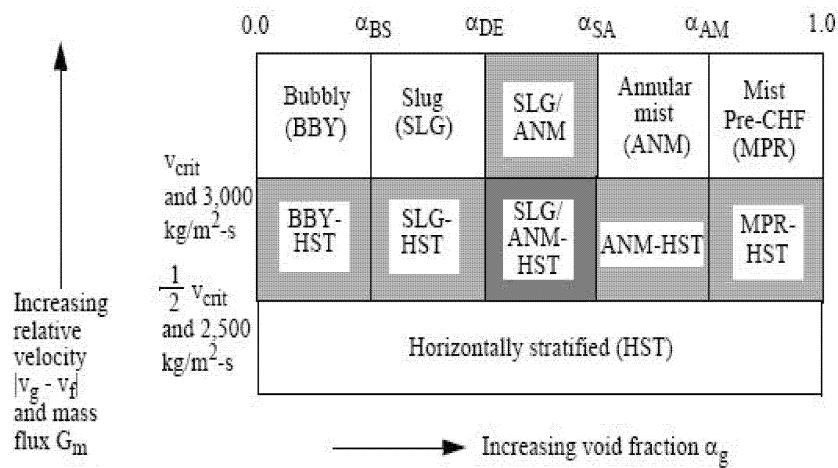 0.0 α_BS α_DE α_SA α_AM 1.0
Bubbly
(BBY)
Slug
(SLG)
SLG/
ANM
Annular
mist
(ANM)
Mist
Pre-CHF
(MPR)
v_crit
and 3,000
kg/m²-s
BBY-
HST
SLG-
HST
SLG/
ANM-
HST
ANM-HST
MPR-
HST
1/2 v_crit
and 2,500
kg/m²-s
Horizontally stratified (HST)
Increasing
relative
velocity
|v_g - v_f|
and mass
flux G_m
Increasing void fraction α_g